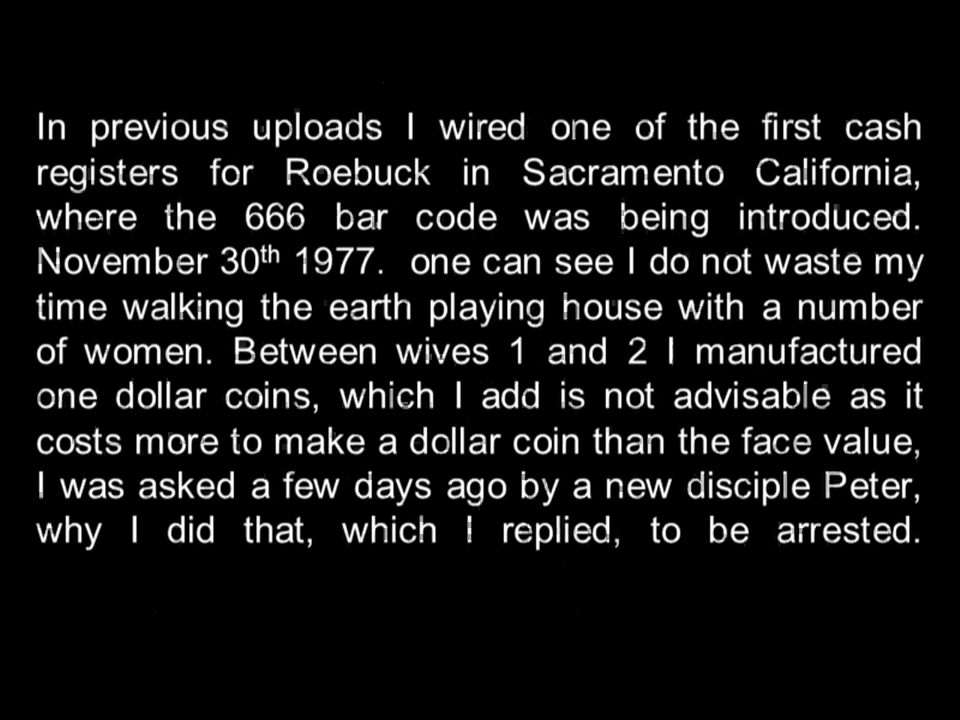 In previous uploads I wired one of the first cash
registers for Roebuck in Sacramento California,
where the 666 bar code was being introduced.
November 30th 1977. one can see I do not waste my
time walking the earth playing house with a number
of women. Between wives 1 and 2 I manufactured
one dollar coins, which I add is not advisable as it
costs more to make a dollar coin than the face value,
I was asked a few days ago by a new disciple Peter,
why I did that, which I replied, to be arrested.